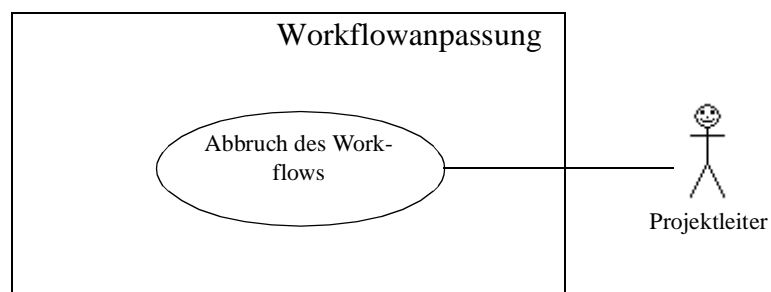 Workflowanpassung
Abbruch des Work-
flows
Projektleiter